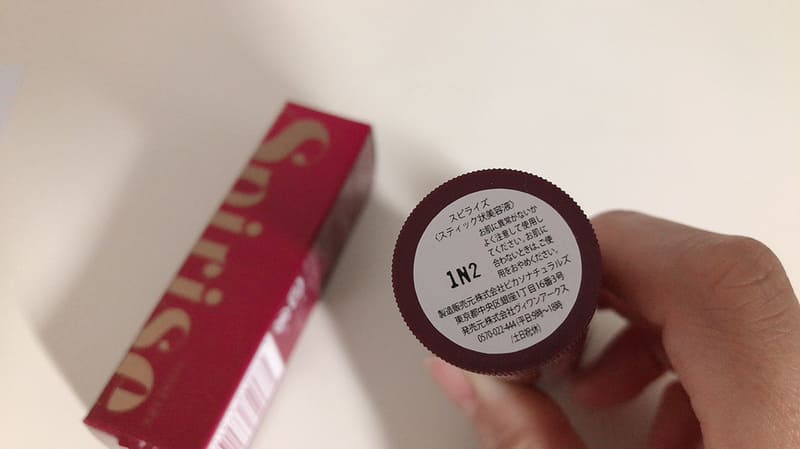 Spirise
スピライズ
〈スティック状美容液〉
お肌に異常がないか
よく注意して使用し
てください。お肌に
合わないときは、ご使
用をおやめください。
1N2
製造販売元:株式会社ピカソナチュラルズ
東京都中央区銀座1丁目16番3号
発売元:株式会社ヴィワンアークス
0570-022-444(平日9時~18時
(土日祝休)